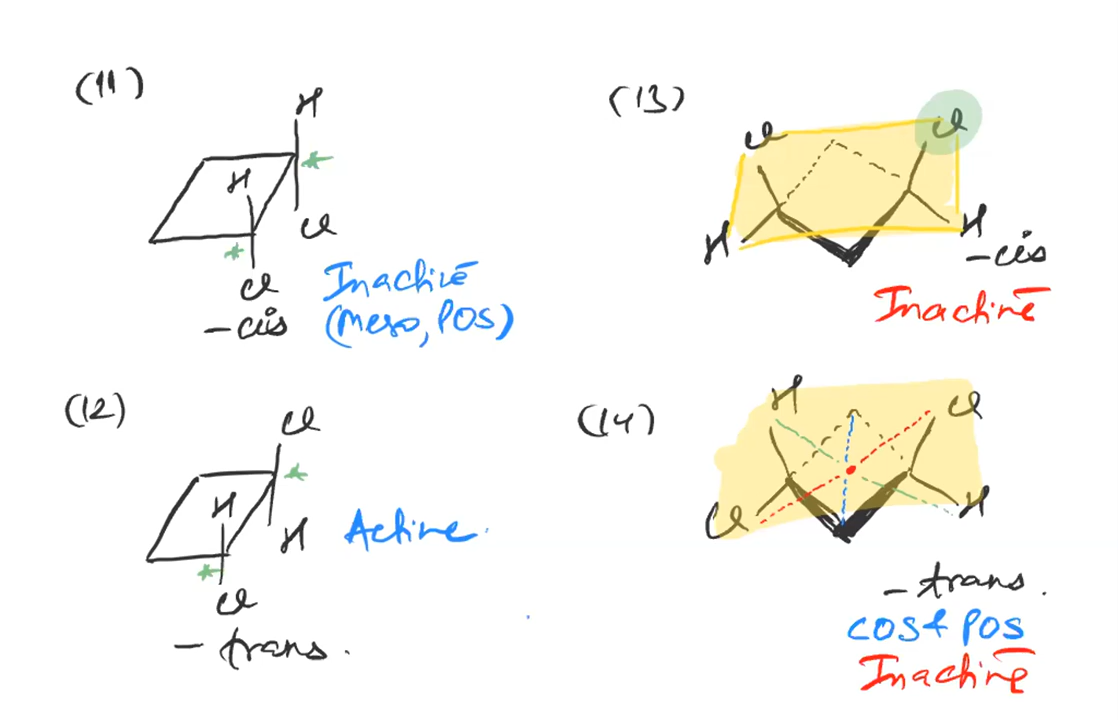 (11)
H
H
*
Cl
*
Cl
-cis
Inactive
(Meso, POS)
(12)
Cl
*
H
H
*
Cl
- trans.
Active.
(13)
Cl
Cl
H
H
-cis
Inactive
(14)
H
Cl
Cl
H
- trans.
COS & POS
Inactive